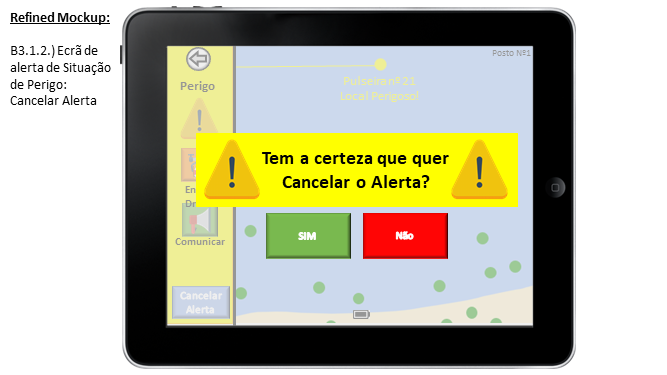 Refined Mockup:
B3.1.2.) Ecrã de
alerta de Situação
de Perigo:
Cancelar Alerta
Posto Nº1
Pulseira nº 21
Local Perigoso!
Perigo
Tem a certeza que quer
Cancelar o Alerta?
SIM
Não
Comunicar
Cancelar
Alerta